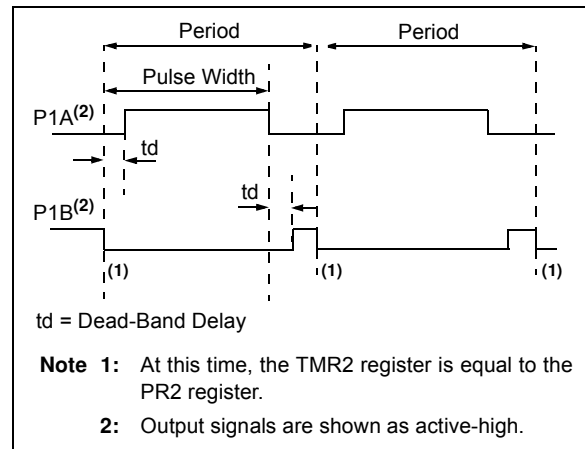 Period Period
Pulse Width
P1A(2)
td
td
P1B(2)
(1) (1) (1)
td = Dead-Band Delay
Note 1: At this time, the TMR2 register is equal to the
PR2 register.
2: Output signals are shown as active-high.